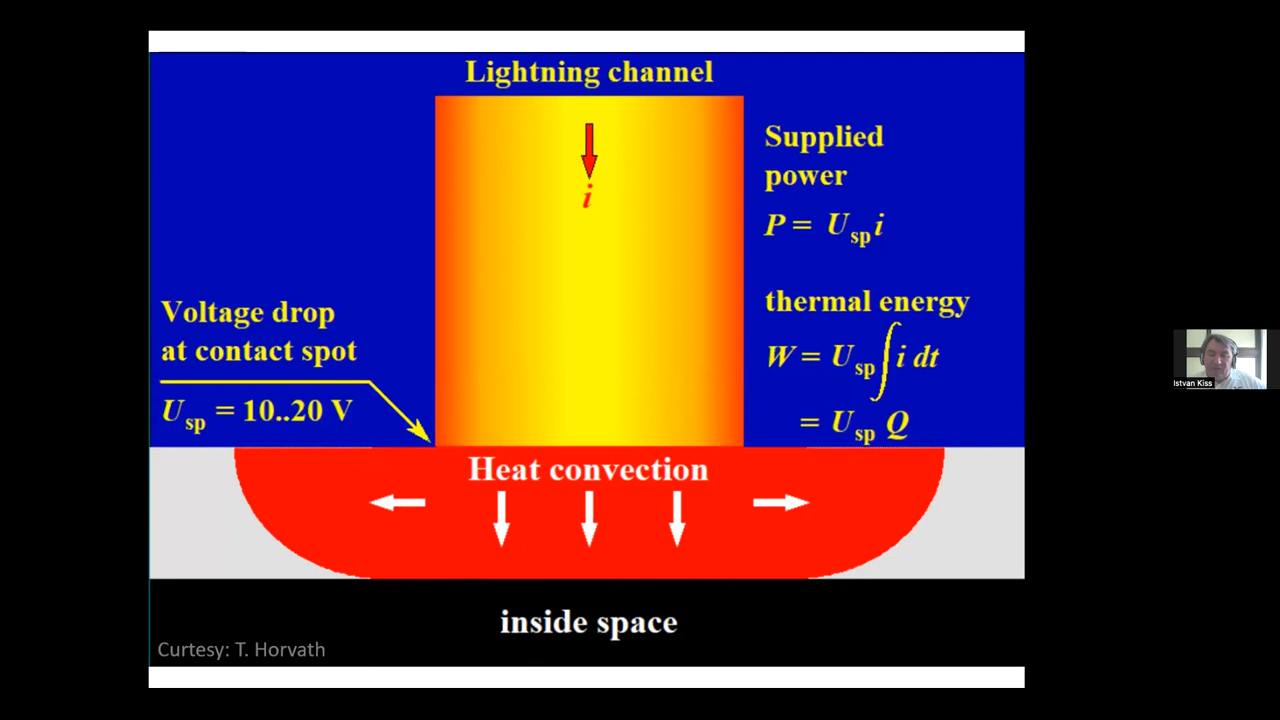 Lightning channel
i
Supplied
power
P = U_sp i
thermal energy
W = U_sp ∫ i dt
= U_sp Q
Voltage drop
at contact spot
U_sp = 10..20 V
Heat convection
inside space
Curtesy: T. Horvath
Istvan Kiss